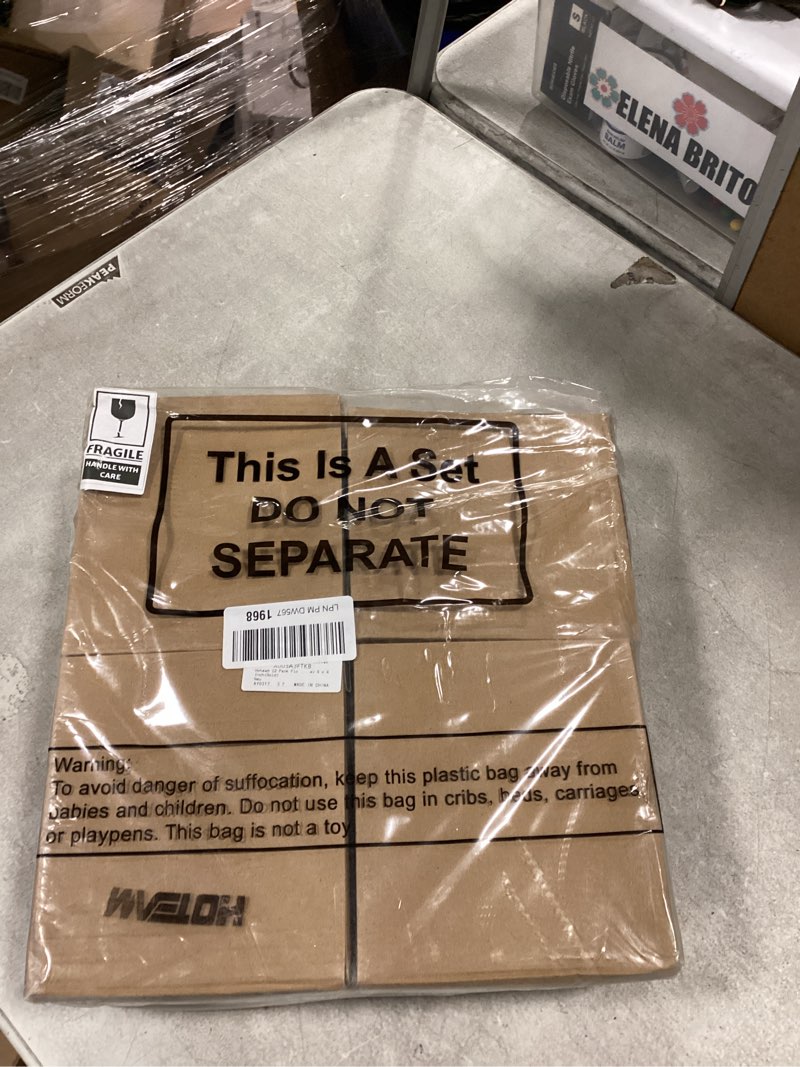 S
ELENA BRITO
BALM
PEAKFORM
FRAGILE
HANDLE WITH
CARE
This Is A Set
DO NOT
SEPARATE
LPN PM DW567 1968
MADE IN CHINA
Warning:
To avoid danger of suffocation, keep this plastic bag away from
babies and children. Do not use this bag in cribs, beds, carriages
or playpens. This bag is not a toy
HOTEAM